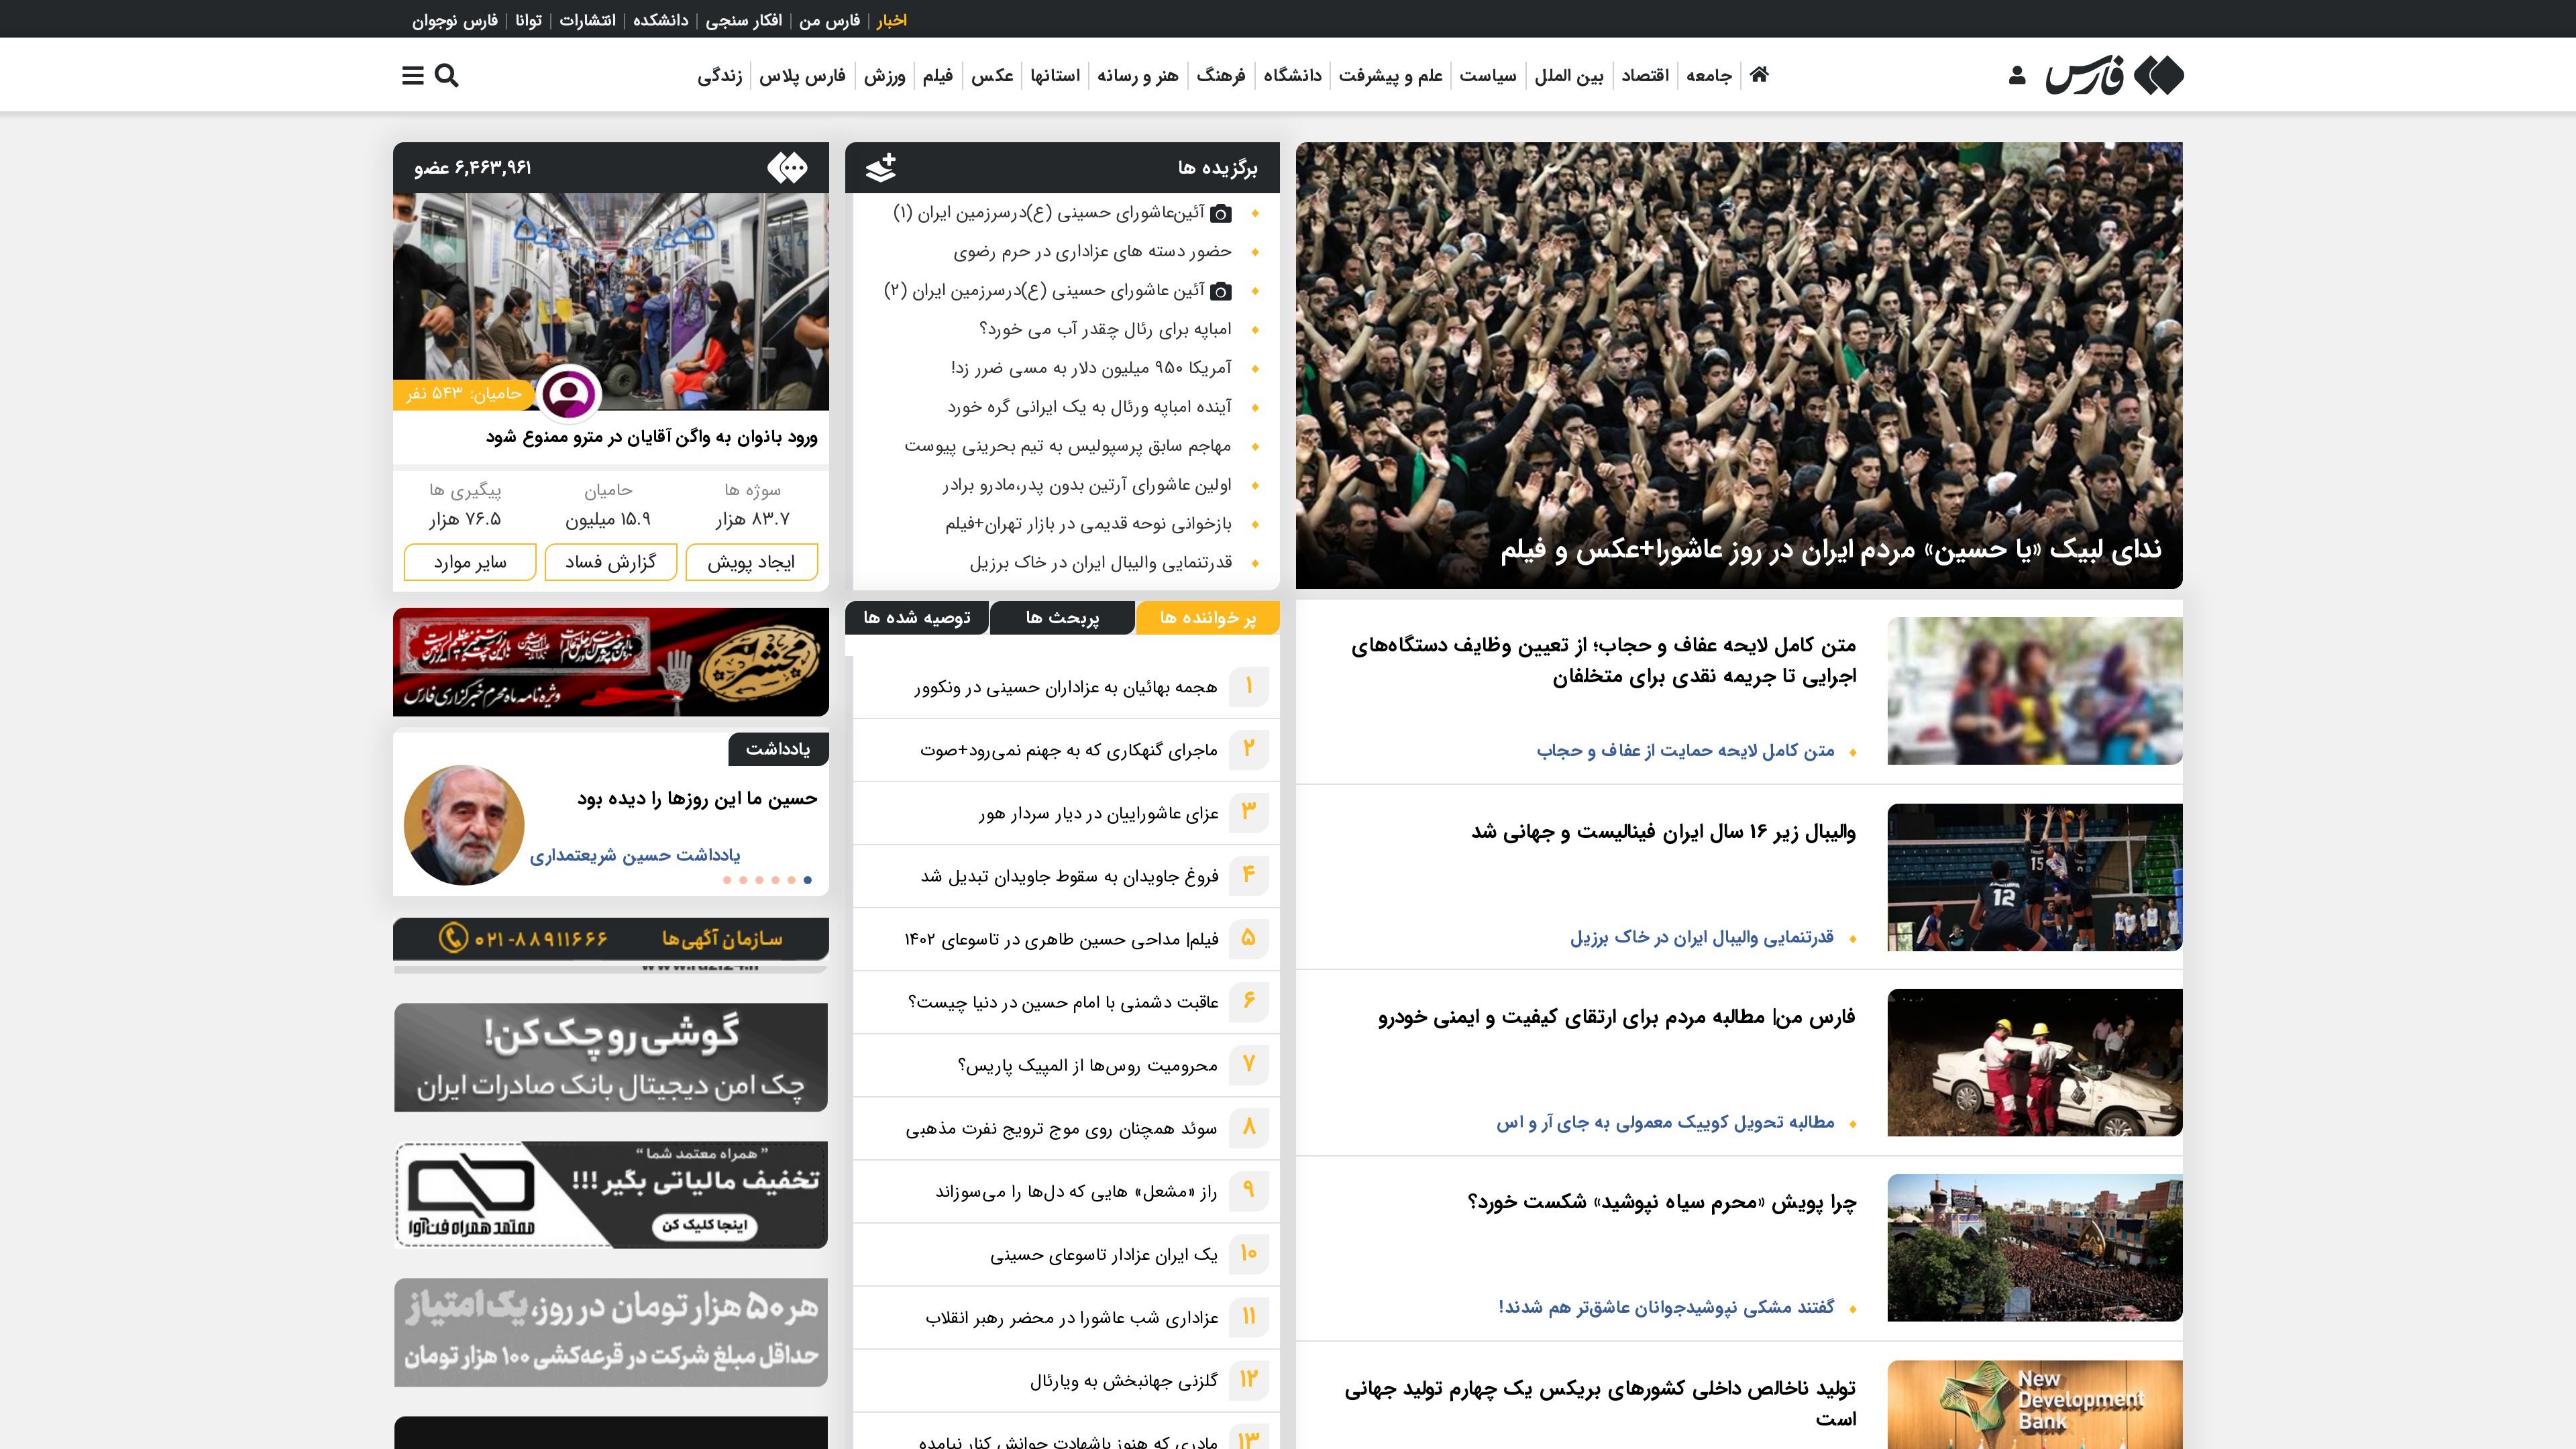 اخبار | فارس من | افکار سنجی | دانشکده | انتشارات | توانا | فارس نوجوان
فارس
جامعه | اقتصاد | بین الملل | سیاست | علم و پیشرفت | دانشگاه | فرهنگ | هنر و رسانه | استانها | عکس | فیلم | ورزش | فارس پلاس | زندگی
ندای لبیک «یا حسین» مردم ایران در روز عاشورا+عکس و فیلم
متن کامل لایحه عفاف و حجاب؛ از تعیین وظایف دستگاه‌های
اجرایی تا جریمه نقدی برای متخلفان
متن کامل لایحه حمایت از عفاف و حجاب
والیبال زیر ۱۶ سال ایران فینالیست و جهانی شد
15
12
قدرتنمایی والیبال ایران در خاک برزیل
فارس من| مطالبه مردم برای ارتقای کیفیت و ایمنی خودرو
مطالبه تحویل کوییک معمولی به جای آر و اس
چرا پویش «محرم سیاه نپوشید» شکست خورد؟
گفتند مشکی نپوشیدجوانان عاشق‌تر هم شدند!
تولید ناخالص داخلی کشورهای بریکس یک چهارم تولید جهانی
است
New
Development
Bank
برگزیده ها
آئین‌عاشورای حسینی (ع)درسرزمین ایران (۱)
حضور دسته های عزاداری در حرم رضوی
آئین عاشورای حسینی (ع)درسرزمین ایران (۲)
امباپه برای رئال چقدر آب می خورد؟
آمریکا ۹۵۰ میلیون دلار به مسی ضرر زد!
آینده امباپه ورئال به یک ایرانی گره خورد
مهاجم سابق پرسپولیس به تیم بحرینی پیوست
اولین عاشورای آرتین بدون پدر،مادرو برادر
بازخوانی نوحه قدیمی در بازار تهران+فیلم
قدرتنمایی والیبال ایران در خاک برزیل
پر خواننده ها
پربحث ها
توصیه شده ها
۱ هجمه بهائیان به عزاداران حسینی در ونکوور
۲ ماجرای گنهکاری که به جهنم نمی‌رود+صوت
۳ عزای عاشوراییان در دیار سردار هور
۴ فروغ جاویدان به سقوط جاویدان تبدیل شد
۵ فیلم| مداحی حسین طاهری در تاسوعای ۱۴۰۲
۶ عاقبت دشمنی با امام حسین در دنیا چیست؟
۷ محرومیت روس‌ها از المپیک پاریس؟
۸ سوئد همچنان روی موج ترویج نفرت مذهبی
۹ راز «مشعل» هایی که دل‌ها را می‌سوزاند
۱۰ یک ایران عزادار تاسوعای حسینی
۱۱ عزاداری شب عاشورا در محضر رهبر انقلاب
۱۲ گلزنی جهانبخش به ویارئال
۱۳ مادری که هنوز باشهادت جوانش کنار نیامده
۶,۴۶۳,۹۶۱ عضو
حامیان: ۵۴۳ نفر
ورود بانوان به واگن آقایان در مترو ممنوع شود
سوژه ها
حامیان
پیگیری ها
۸۳.۷ هزار
۱۵.۹ میلیون
۷۶.۵ هزار
ایجاد پویش
گزارش فساد
سایر موارد
ویژه‌نامه ماه محرم خبرگزاری فارس
یادداشت
حسین ما این روزها را دیده بود
یادداشت حسین شریعتمداری
سازمان آگهی‌ها
۰۲۱-۸۸۹۱۱۶۶۶
گوشی رو چک کن!
چک امن دیجیتال بانک صادرات ایران
” همراه معتمد شما “
تخفیف مالیاتی بگیر !!!
اینجا کلیک کن
معتمد همراه فن‌آوا
هر ۵۰ هزار تومان در روز، یک امتیاز
حداقل مبلغ شرکت در قرعه‌کشی ۱۰۰ هزار تومان